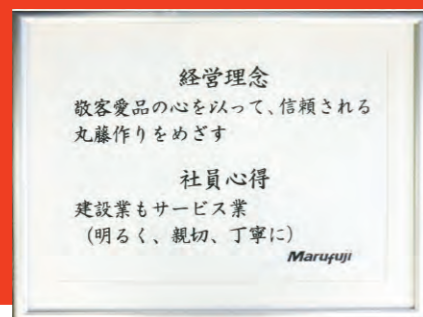 経営理念
敬客愛品の心を以って、信頼される
丸藤作りをめざす
社員心得
建設業もサービス業
（明るく、親切、丁寧に）
Marufuji